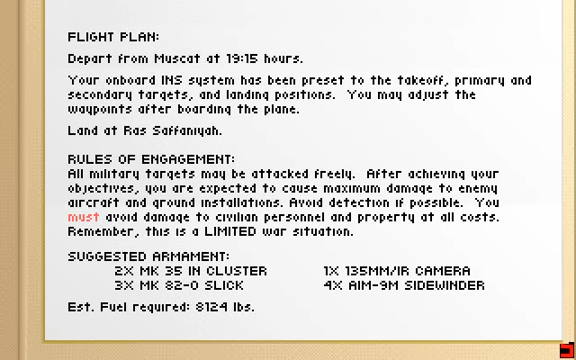 FLIGHT PLAN:
Depart from Muscat at 19:15 hours.
Your onboard INS system has been preset to the takeoff, primary and
secondary targets, and landing positions.  You may adjust the
waypoints after boarding the plane.
Land at Ras Saffaniyah.
RULES OF ENGAGEMENT:
All military targets may be attacked freely.  After achieving your
objectives, you are expected to cause maximum damage to enemy
aircraft and ground installations. Avoid detection if possible.  You
must avoid damage to civilian personnel and property at all costs.
Remember, this is a LIMITED war situation.
SUGGESTED ARMAMENT:
2X MK 35 IN CLUSTER 1X 135MM/IR CAMERA
3X MK 82-0 SLICK 4X AIM-9M SIDEWINDER
Est. Fuel required: 8124 lbs.